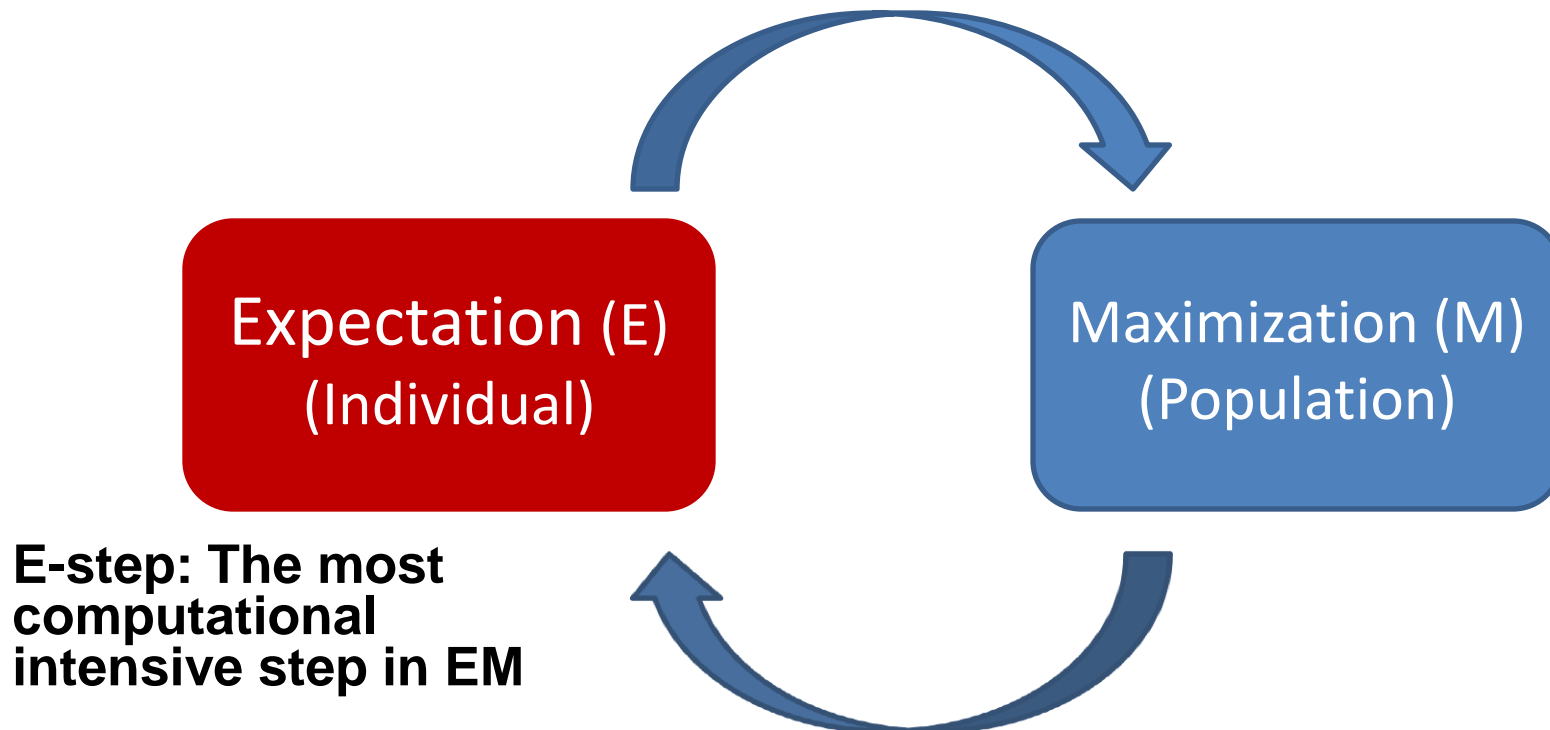 Expectation (E)
(Individual)
Maximization (M)
(Population)
E-step: The most
computational
intensive step in EM